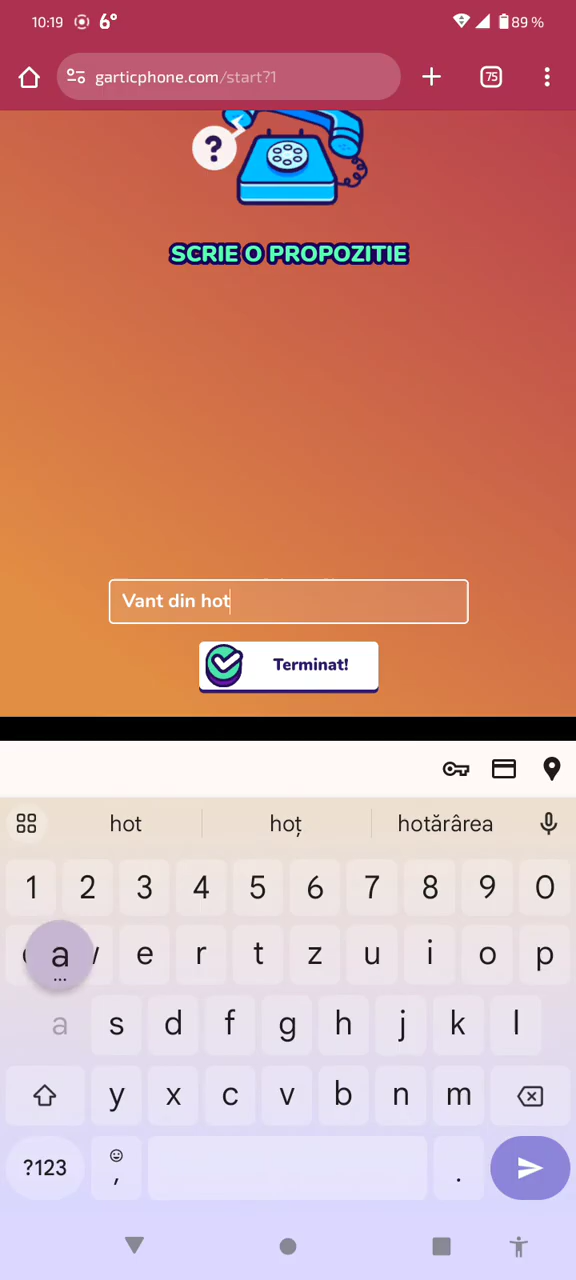 10:19 6° 89 %
garticphone.com/start?1 75
?
SCRIE O PROPOZITIE
Vant din hot
Terminat!
hot hoț hotărârea
1 2 3 4 5 6 7 8 9 0
a e r t z u i o p
a s d f g h j k l
y x c v b n m
?123 , .